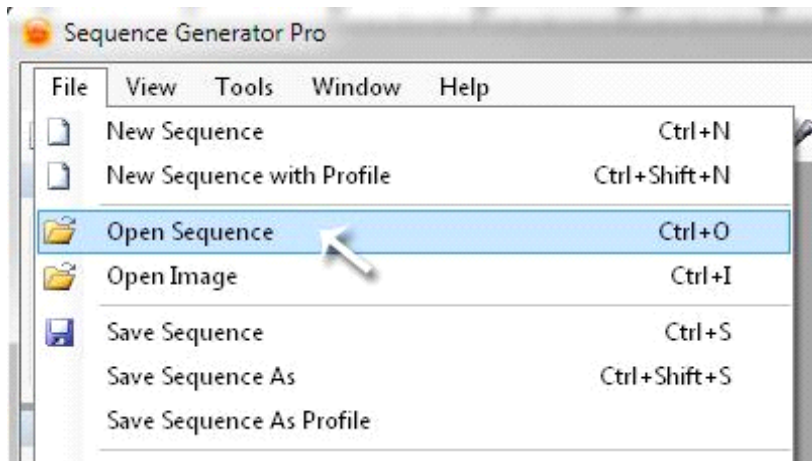 Sequence Generator Pro
File View Tools Window Help
New Sequence Ctrl+N
New Sequence with Profile Ctrl+Shift+N
Open Sequence Ctrl+O
Open Image Ctrl+I
Save Sequence Ctrl+S
Save Sequence As Ctrl+Shift+S
Save Sequence As Profile